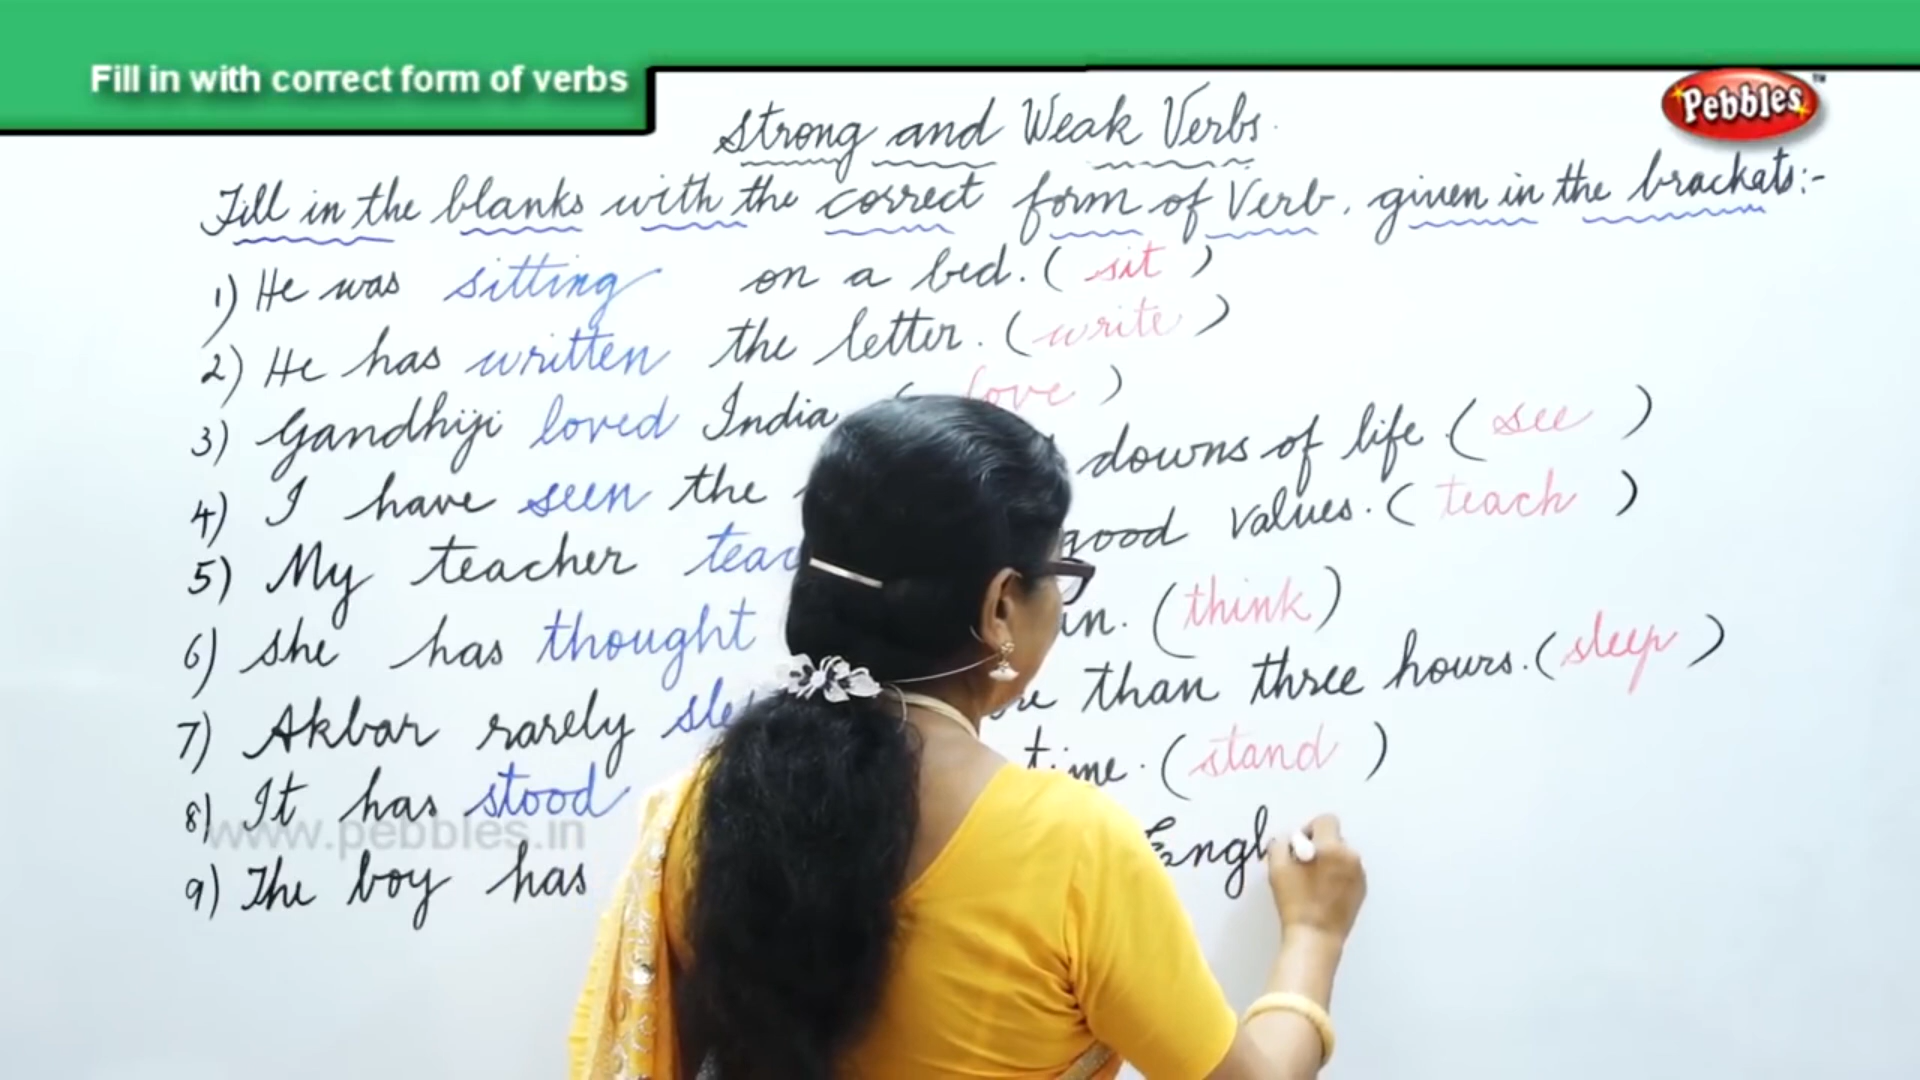 Fill in with correct form of verbs
Pebbles™
Strong and Weak Verbs.
Fill in the blanks with the correct form of Verb, given in the brackats:-
1) He was sitting on a bed. ( sit )
2) He has written the letter. ( write )
3) Gandhiji loved India ( love )
4) I have seen the downs of life ( see )
5) My teacher good values. ( teach )
6) She has thought ( think )
7) Akbar rarely than three hours. ( sleep )
8) It has stood time. ( stand )
www.pebbles.in
9) The boy has Engl